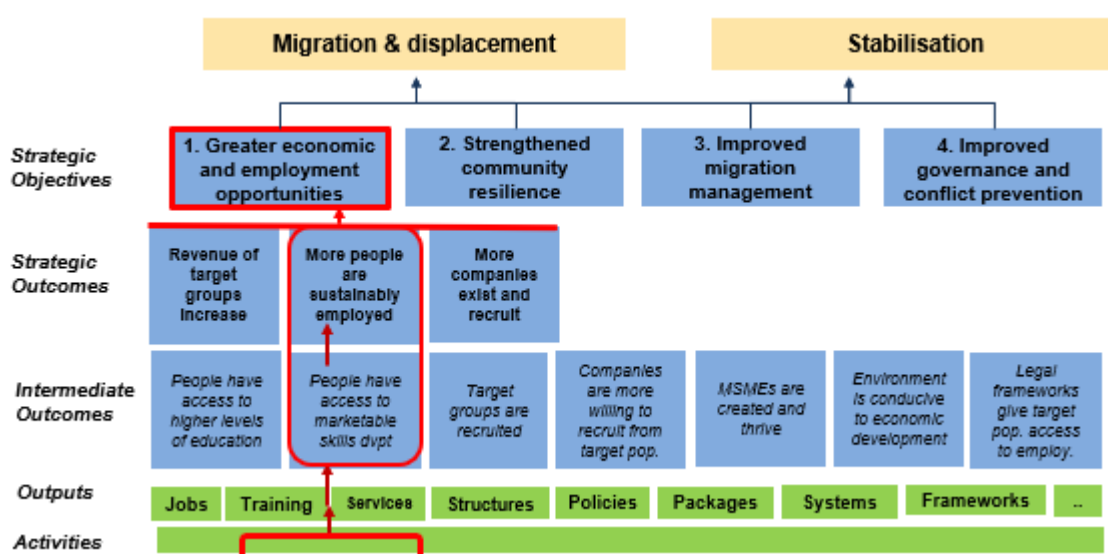 Migration & displacement
Stabilisation
Strategic
Objectives
1. Greater economic
and employment
opportunities
2. Strengthened
community
resilience
3. Improved
migration
management
4. Improved
governance and
conflict prevention
Strategic
Outcomes
Revenue of
target
groups
increase
More people
are
sustainably
employed
More
companies
exist and
recruit
Intermediate
Outcomes
People have
access to
higher levels
of education
People have
access to
marketable
skills dvpt
Target
groups are
recruited
Companies
are more
willing to
recruit from
target pop.
MSMEs are
created and
thrive
Environment
is conducive
to economic
development
Legal
frameworks
give target
pop. access
to employ.
Outputs
Jobs
Training
Services
Structures
Policies
Packages
Systems
Frameworks
..
Activities